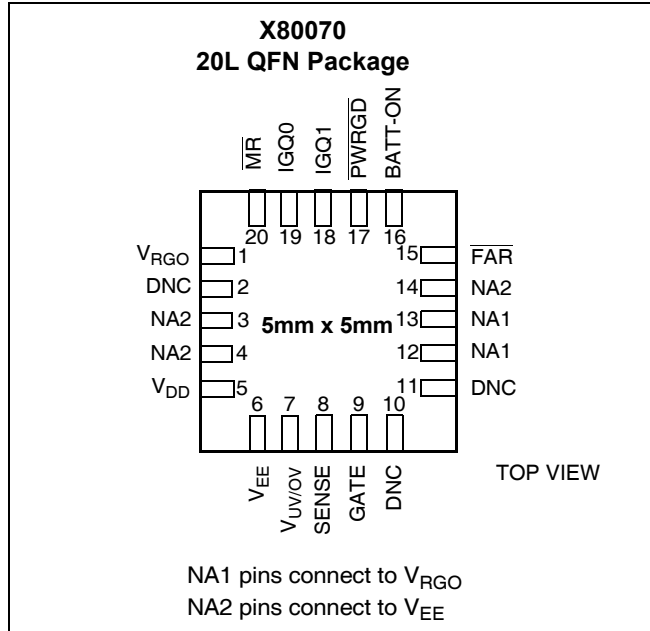 X80070
20L QFN Package
MR IGQ0 IGQ1 PWRGD BATT-ON
20 19 18 17 16
VRGO 1
DNC 2
NA2 3
NA2 4
VDD 5
5mm x 5mm
15 FAR
14 NA2
13 NA1
12 NA1
11 DNC
6 7 8 9 10
VEE VUV/OV SENSE GATE DNC
TOP VIEW
NA1 pins connect to VRGO
NA2 pins connect to VEE